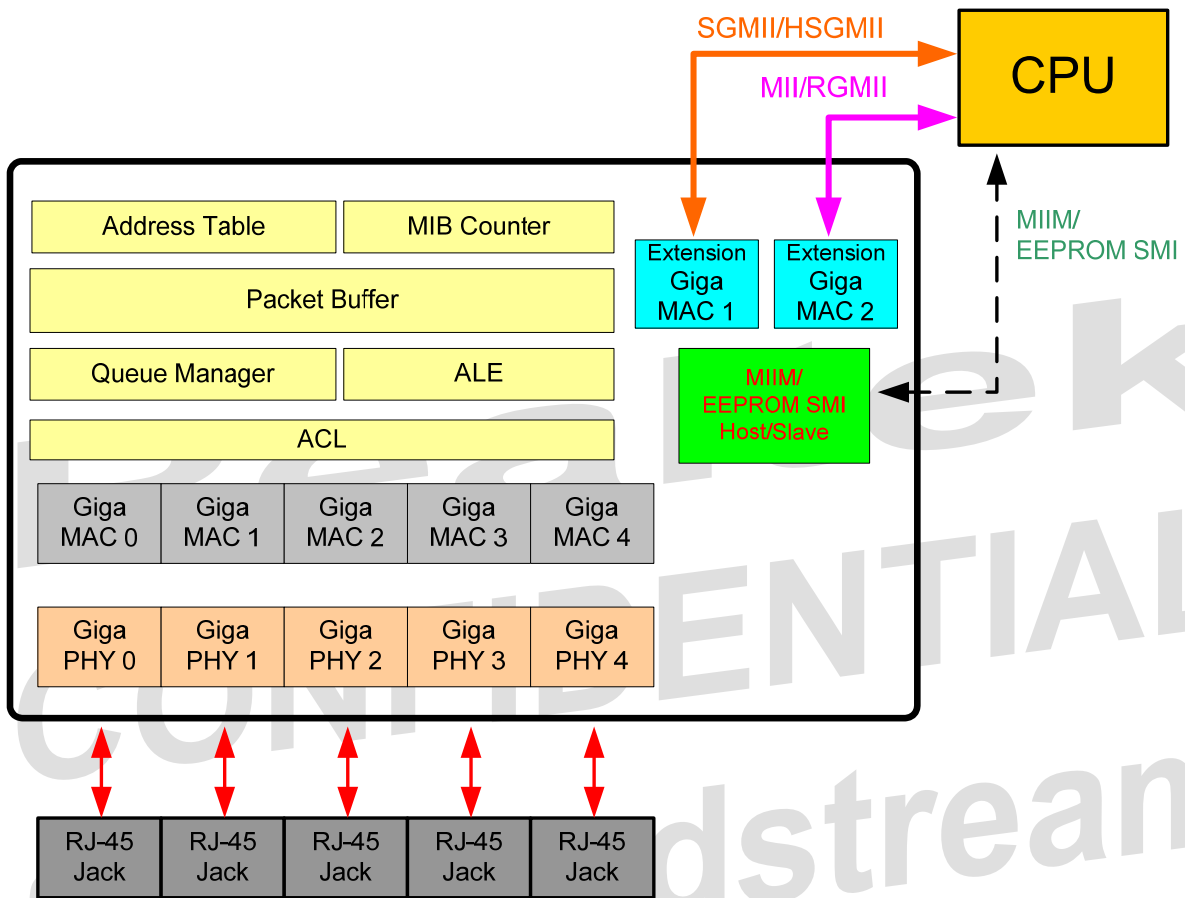 SGMII/HSGMII
MII/RGMII
CPU
MIIM/
EEPROM SMI
Address Table
MIB Counter
Extension
Giga
MAC 1
Extension
Giga
MAC 2
Packet Buffer
Queue Manager
ALE
MIIM/
EEPROM SMI
Host/Slave
ACL
Giga
MAC 0
Giga
MAC 1
Giga
MAC 2
Giga
MAC 3
Giga
MAC 4
Giga
PHY 0
Giga
PHY 1
Giga
PHY 2
Giga
PHY 3
Giga
PHY 4
RJ-45
Jack
RJ-45
Jack
RJ-45
Jack
RJ-45
Jack
RJ-45
Jack
CONFIDENTIAL